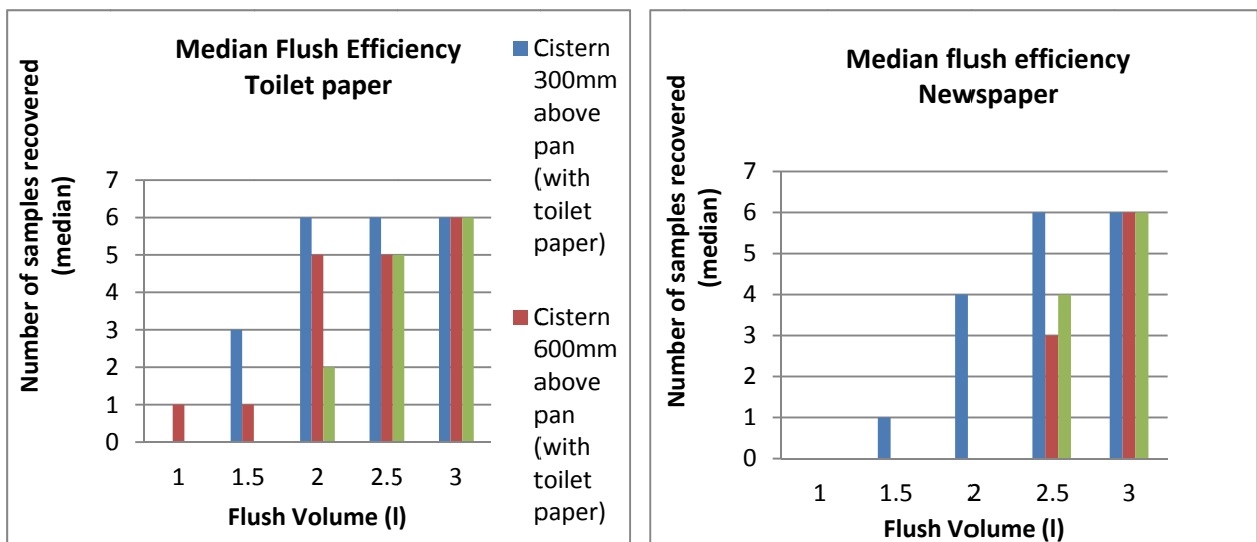 Median Flush Efficiency
Toilet paper
Number of samples recovered
(median)
7
6
5
4
3
2
1
0
1
1.5
2
2.5
3
Flush Volume (l)
Cistern
300mm
above
pan
(with
toilet
paper)
Cistern
600mm
above
pan
(with
toilet
paper)
Median flush efficiency
Newspaper
Number of samples recovered
(median)
7
6
5
4
3
2
1
0
1
1.5
2
2.5
3
Flush Volume (l)